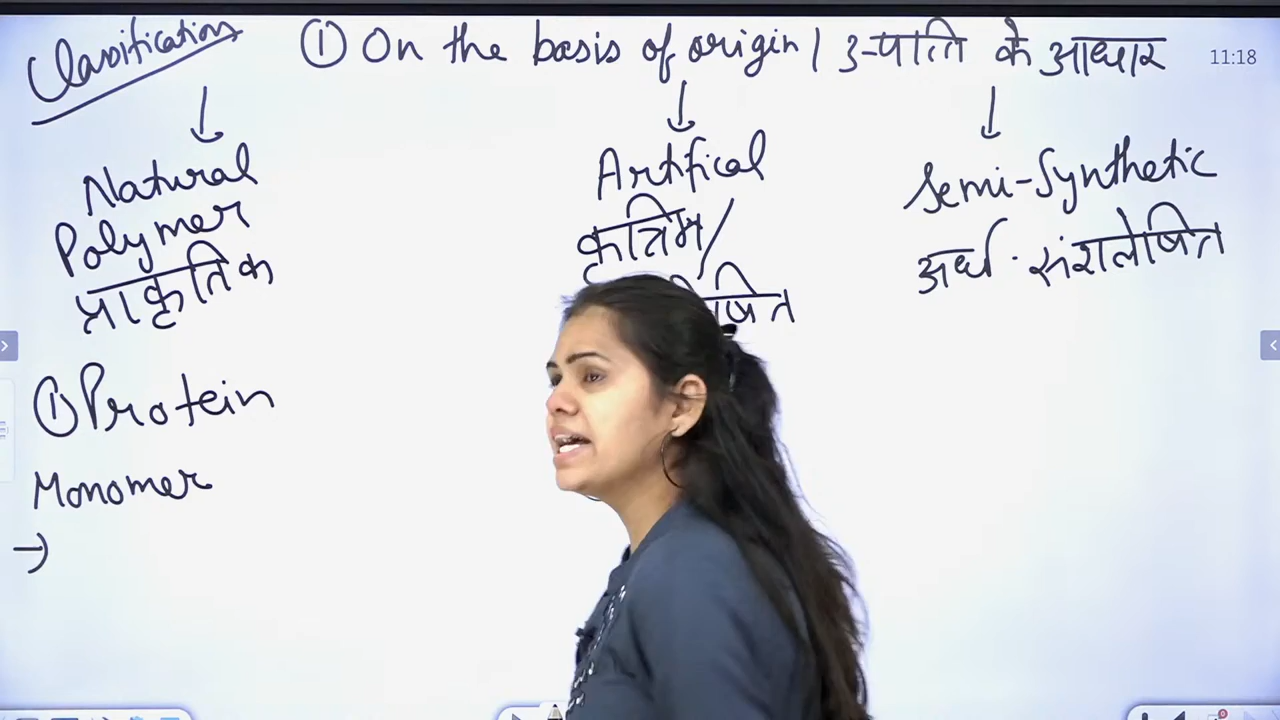 Classification ① On the basis of origin / उत्पति के आधार 11:18
Natural Polymer
प्राकृतिक
Artifical
कृत्रिम/
Semi-Synthetic
अर्ध-संश्लेषित
① Protein
Monomer
→